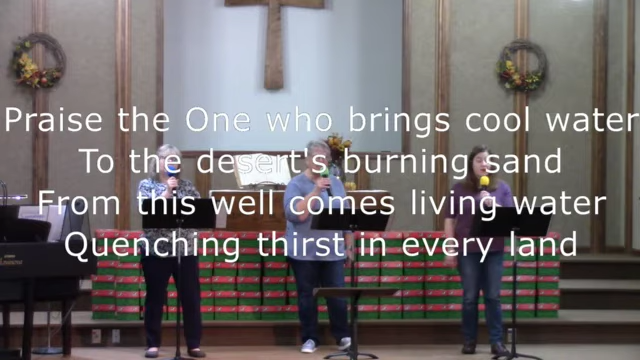 Praise the One who brings cool water
To the desert's burning sand
From this well comes living water
Quenching thirst in every land